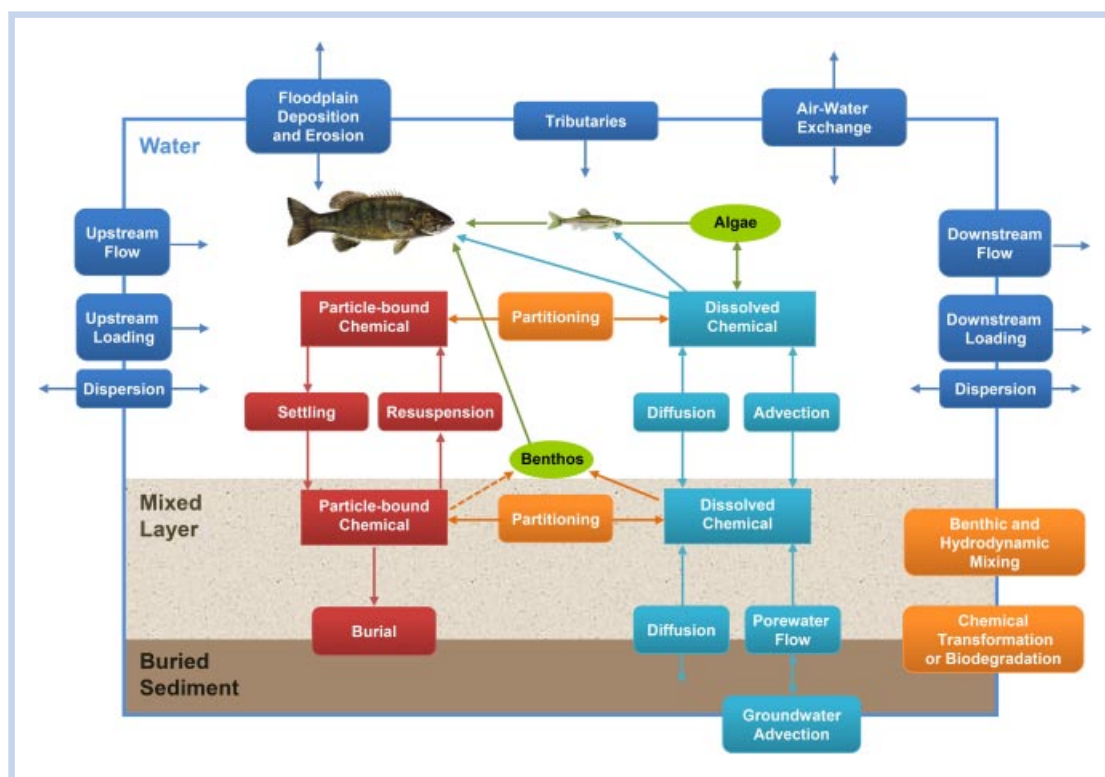 Floodplain
Deposition
and Erosion
Tributaries
Air-Water
Exchange
Water
Upstream
Flow
Algae
Downstream
Flow
Upstream
Loading
Particle-bound
Chemical
Partitioning
Dissolved
Chemical
Downstream
Loading
Dispersion
Settling
Resuspension
Diffusion
Advection
Dispersion
Benthos
Mixed
Layer
Particle-bound
Chemical
Partitioning
Dissolved
Chemical
Benthic and
Hydrodynamic
Mixing
Burial
Diffusion
Porewater
Flow
Chemical
Transformation
or Biodegradation
Buried
Sediment
Groundwater
Advection